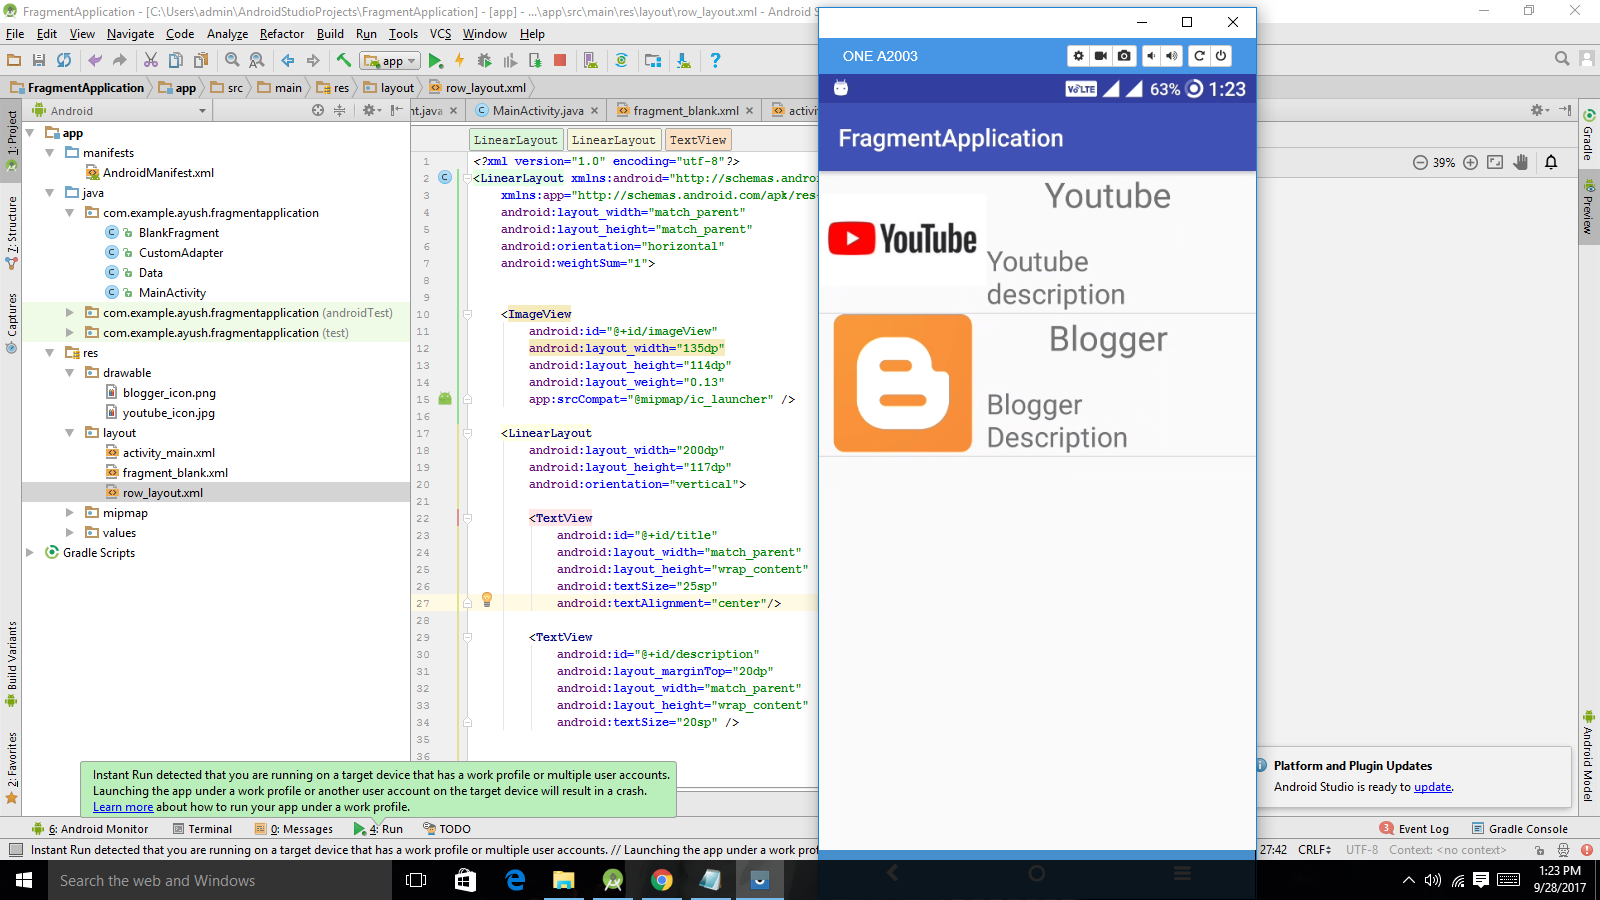 FragmentApplication - [C:\Users\admin\AndroidStudioProjects\FragmentApplication] - [app] - ...\app\src\main\res\layout\row_layout.xml - Android S
File Edit View Navigate Code Analyze Refactor Build Run Tools VCS Window Help
app
FragmentApplication app src main res layout row_layout.xml
Android
nt.java MainActivity.java fragment_blank.xml activ
1: Project
7: Structure
Captures
Build Variants
2: Favorites
app
manifests
AndroidManifest.xml
java
com.example.ayush.fragmentapplication
BlankFragment
CustomAdapter
Data
MainActivity
com.example.ayush.fragmentapplication (androidTest)
com.example.ayush.fragmentapplication (test)
res
drawable
blogger_icon.png
youtube_icon.jpg
layout
activity_main.xml
fragment_blank.xml
row_layout.xml
mipmap
values
Gradle Scripts
LinearLayout LinearLayout TextView
1 <?xml version="1.0" encoding="utf-8"?>
2 <LinearLayout xmlns:android="http://schemas.andro
3 xmlns:app="http://schemas.android.com/apk/res-
4 android:layout_width="match_parent"
5 android:layout_height="match_parent"
6 android:orientation="horizontal"
7 android:weightSum="1">
8
9
10 <ImageView
11 android:id="@+id/imageView"
12 android:layout_width="135dp"
13 android:layout_height="114dp"
14 android:layout_weight="0.13"
15 app:srcCompat="@mipmap/ic_launcher" />
16
17 <LinearLayout
18 android:layout_width="200dp"
19 android:layout_height="117dp"
20 android:orientation="vertical">
21
22 <TextView
23 android:id="@+id/title"
24 android:layout_width="match_parent"
25 android:layout_height="wrap_content"
26 android:textSize="25sp"
27 android:textAlignment="center"/>
28
29 <TextView
30 android:id="@+id/description"
31 android:layout_marginTop="20dp"
32 android:layout_width="match_parent"
33 android:layout_height="wrap_content"
34 android:textSize="20sp" />
35
36
ONE A2003
VoLTE 63% 1:23
FragmentApplication
Youtube
YouTube
Youtube
description
Blogger
Blogger
Description
39%
Gradle
Preview
Android Model
Platform and Plugin Updates
Android Studio is ready to update.
Instant Run detected that you are running on a target device that has a work profile or multiple user accounts.
Launching the app under a work profile or another user account on the target device will result in a crash.
Learn more about how to run your app under a work profile.
6: Android Monitor Terminal 0: Messages 4: Run TODO 3 Event Log Gradle Console
Instant Run detected that you are running on a target device that has a work profile or multiple user accounts. // Launching the app under a work prof 27:42 CRLF UTF-8 Context: <no context>
Search the web and Windows
1:23 PM
9/28/2017